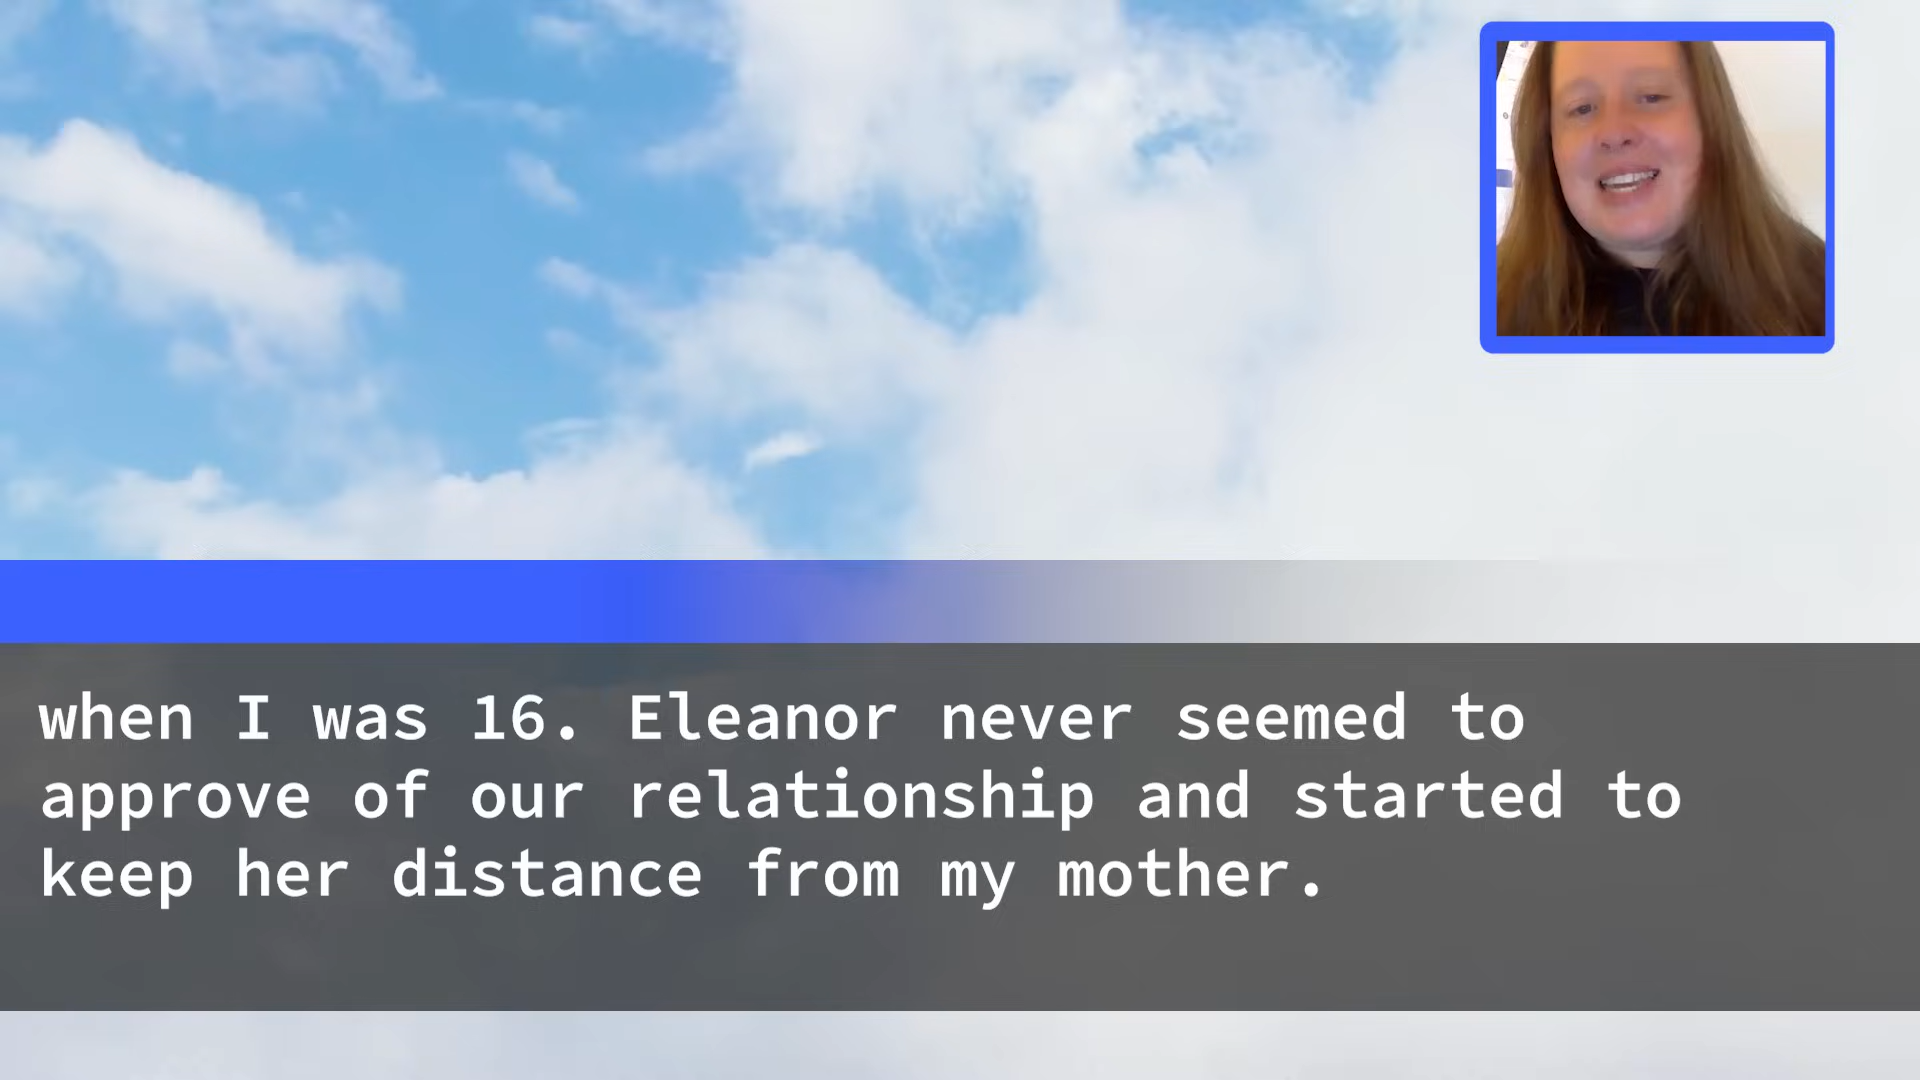 when I was 16. Eleanor never seemed to
approve of our relationship and started to
keep her distance from my mother.